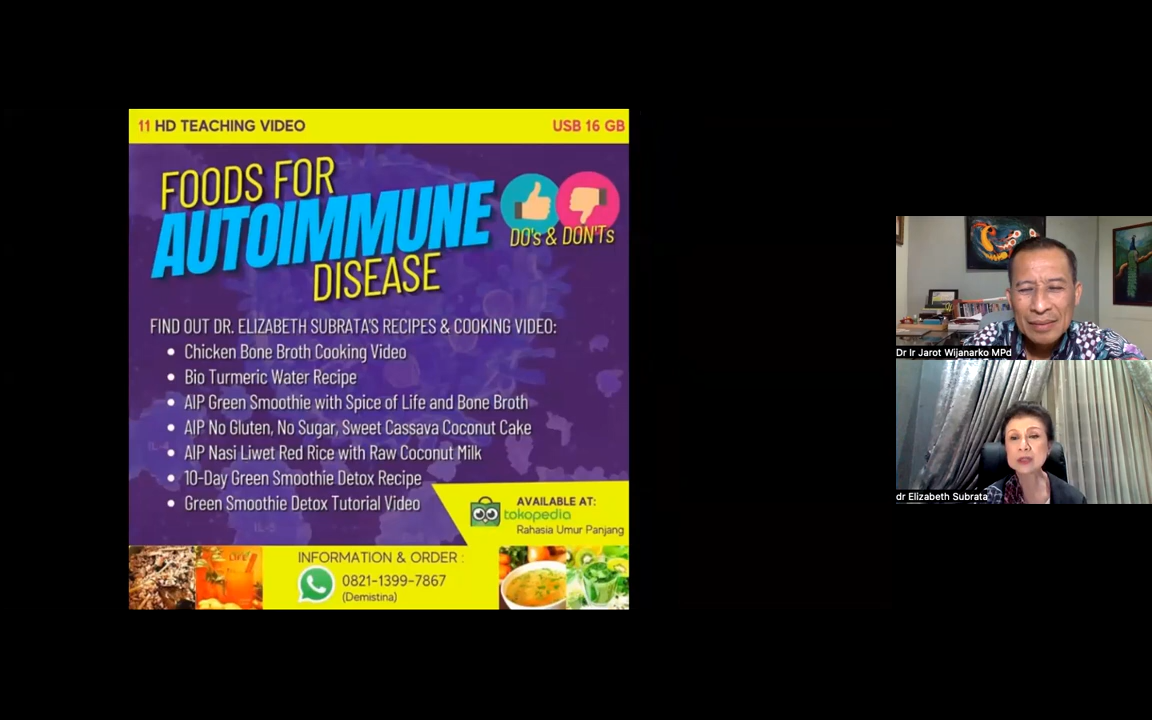 11 HD TEACHING VIDEO
USB 16 GB
FOODS FOR
AUTOIMMUNE
DISEASE
DO's & DON'Ts
FIND OUT DR. ELIZABETH SUBRATA'S RECIPES & COOKING VIDEO:
• Chicken Bone Broth Cooking Video
• Bio Turmeric Water Recipe
• AIP Green Smoothie with Spice of Life and Bone Broth
• AIP No Gluten, No Sugar, Sweet Cassava Coconut Cake
• AIP Nasi Liwet Red Rice with Raw Coconut Milk
• 10-Day Green Smoothie Detox Recipe
• Green Smoothie Detox Tutorial Video
AVAILABLE AT:
tokopedia
Rahasia Umur Panjang
INFORMATION & ORDER :
0821-1399-7867
(Demistina)
Dr Ir Jarot Wijanarko MPd
dr Elizabeth Subrata